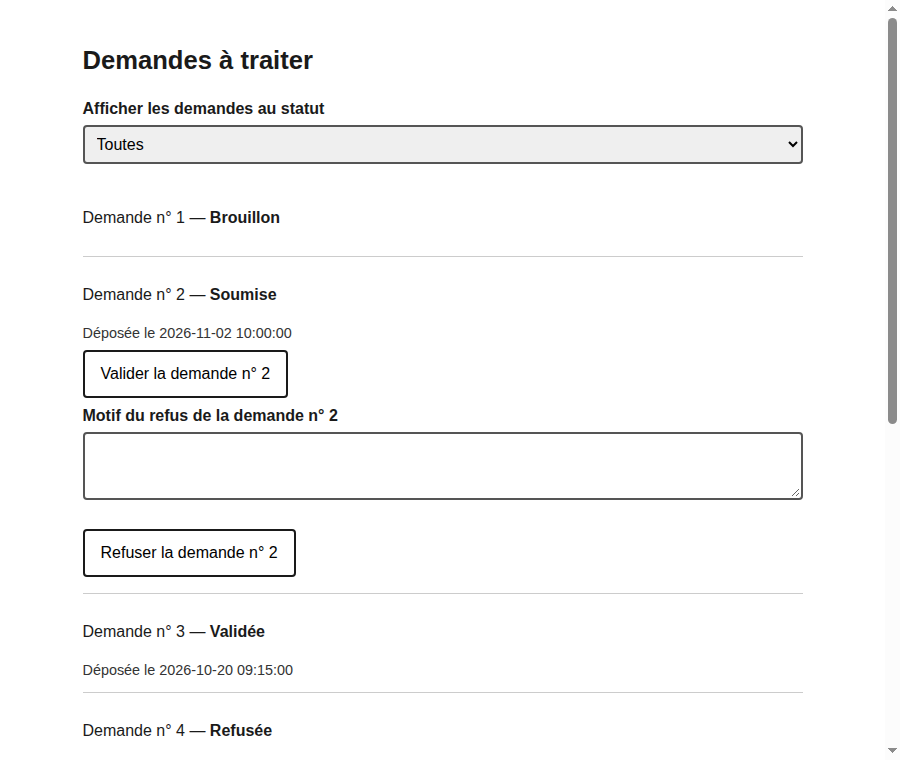 Demandes à traiter
Afficher les demandes au statut
Toutes
Demande n° 1 — Brouillon
Demande n° 2 — Soumise
Déposée le 2026-11-02 10:00:00
Valider la demande n° 2
Motif du refus de la demande n° 2
Refuser la demande n° 2
Demande n° 3 — Validée
Déposée le 2026-10-20 09:15:00
Demande n° 4 — Refusée